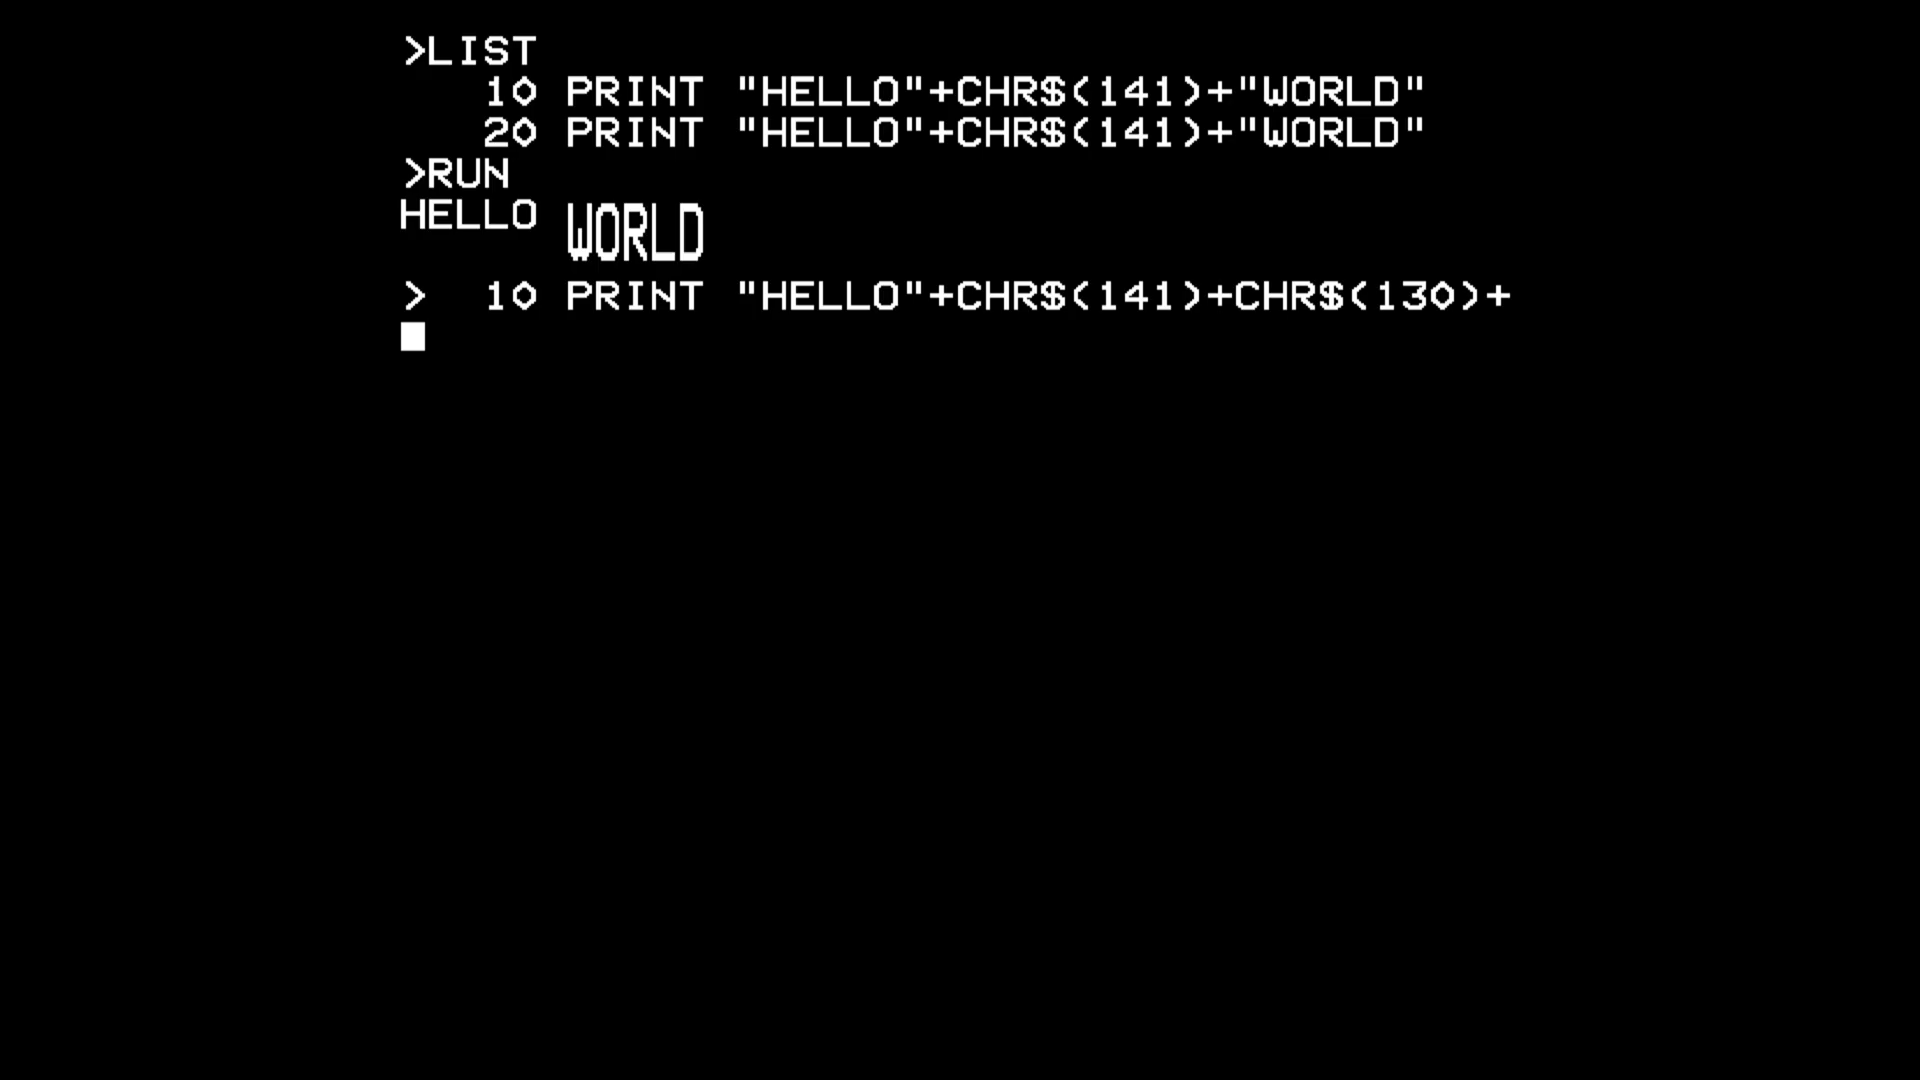 >LIST
   10 PRINT "HELLO"+CHR$(141)+"WORLD"
   20 PRINT "HELLO"+CHR$(141)+"WORLD"
>RUN
HELLO WORLD
>  10 PRINT "HELLO"+CHR$(141)+CHR$(130)+